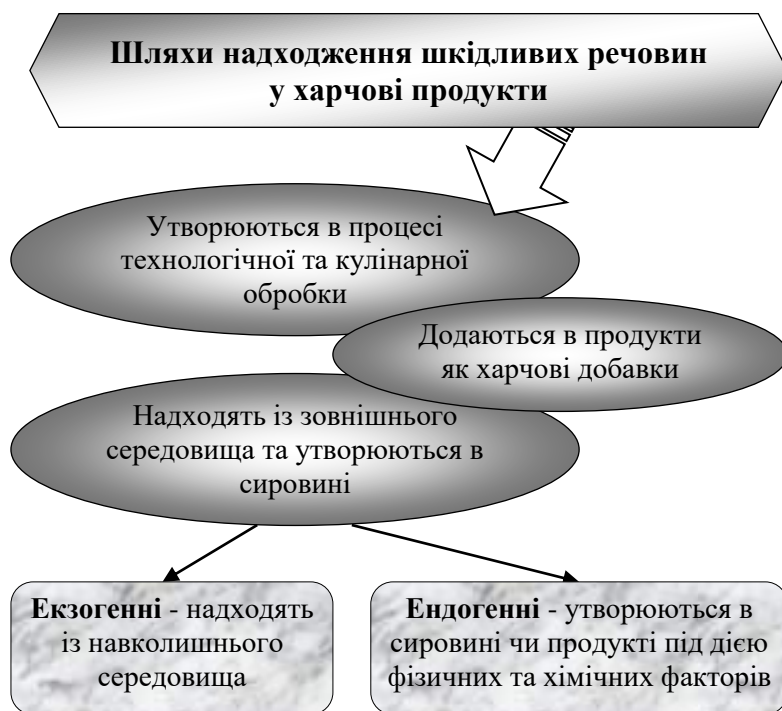 Шляхи надходження шкідливих речовин
у харчові продукти
Утворюються в процесі
технологічної та кулінарної
обробки
Додаються в продукти
як харчові добавки
Надходять із зовнішнього
середовища та утворюються в
сировині
Екзогенні - надходять
із навколишнього
середовища
Ендогенні - утворюються в
сировині чи продукті під дією
фізичних та хімічних факторів